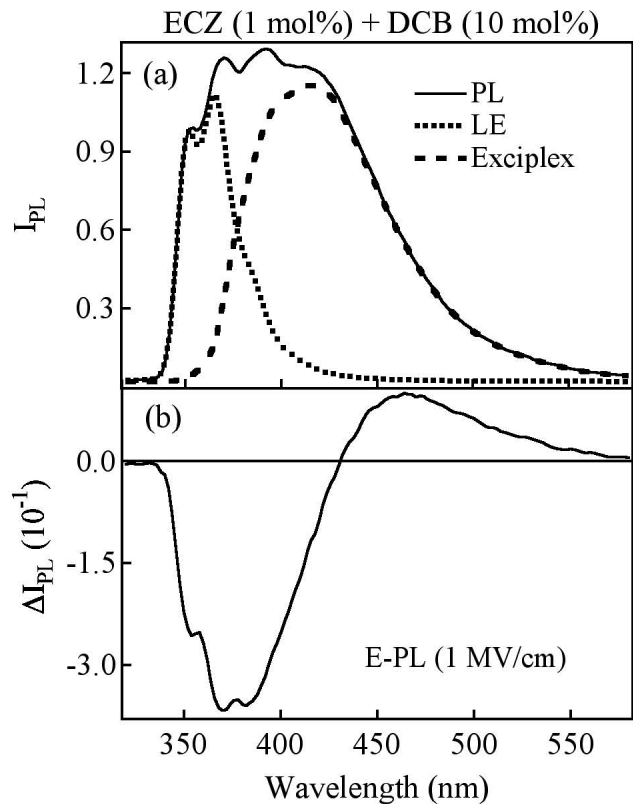 ECZ (1 mol%) + DCB (10 mol%)
(a)
PL
LE
Exciplex
1.2
0.9
0.6
0.3
I_PL
(b)
0.0
-1.5
-3.0
ΔI_PL (10^-1)
E-PL (1 MV/cm)
350 400 450 500 550
Wavelength (nm)